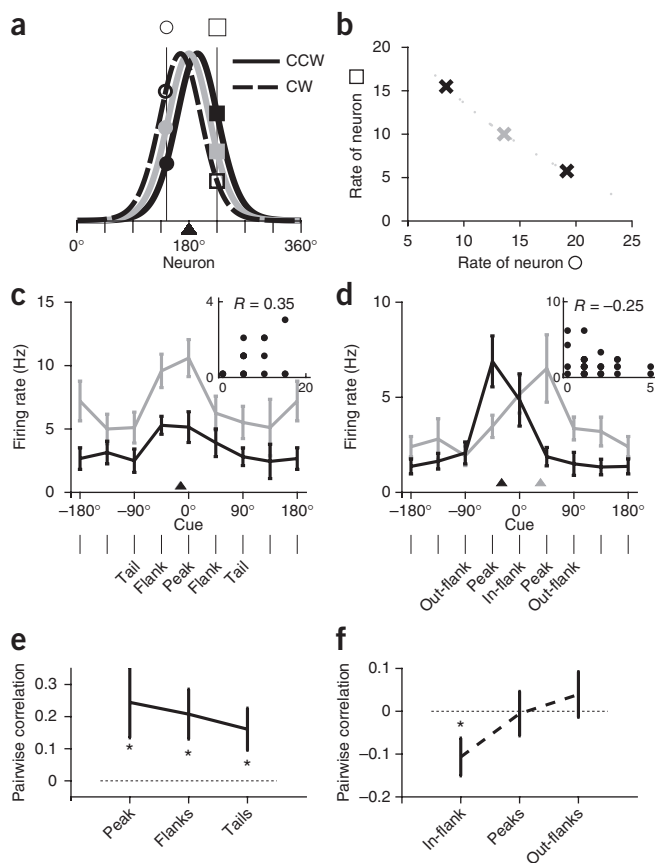 a
CCW
CW
0°
180°
360°
Neuron
b
20
15
10
5
0
Rate of neuron
5
10
15
20
25
Rate of neuron
c
15
10
5
0
Firing rate (Hz)
4
0
0
20
R = 0.35
–180°
–90°
0°
90°
180°
Cue
Tail
Flank
Peak
Flank
Tail
d
10
5
0
Firing rate (Hz)
10
0
0
5
R = –0.25
–180°
–90°
0°
90°
180°
Cue
Out-flank
Peak
In-flank
Peak
Out-flank
e
0.3
0.2
0.1
0
Pairwise correlation
*
*
*
Peak
Flanks
Tails
f
0.1
0
–0.1
–0.2
Pairwise correlation
*
In-flank
Peaks
Out-flanks